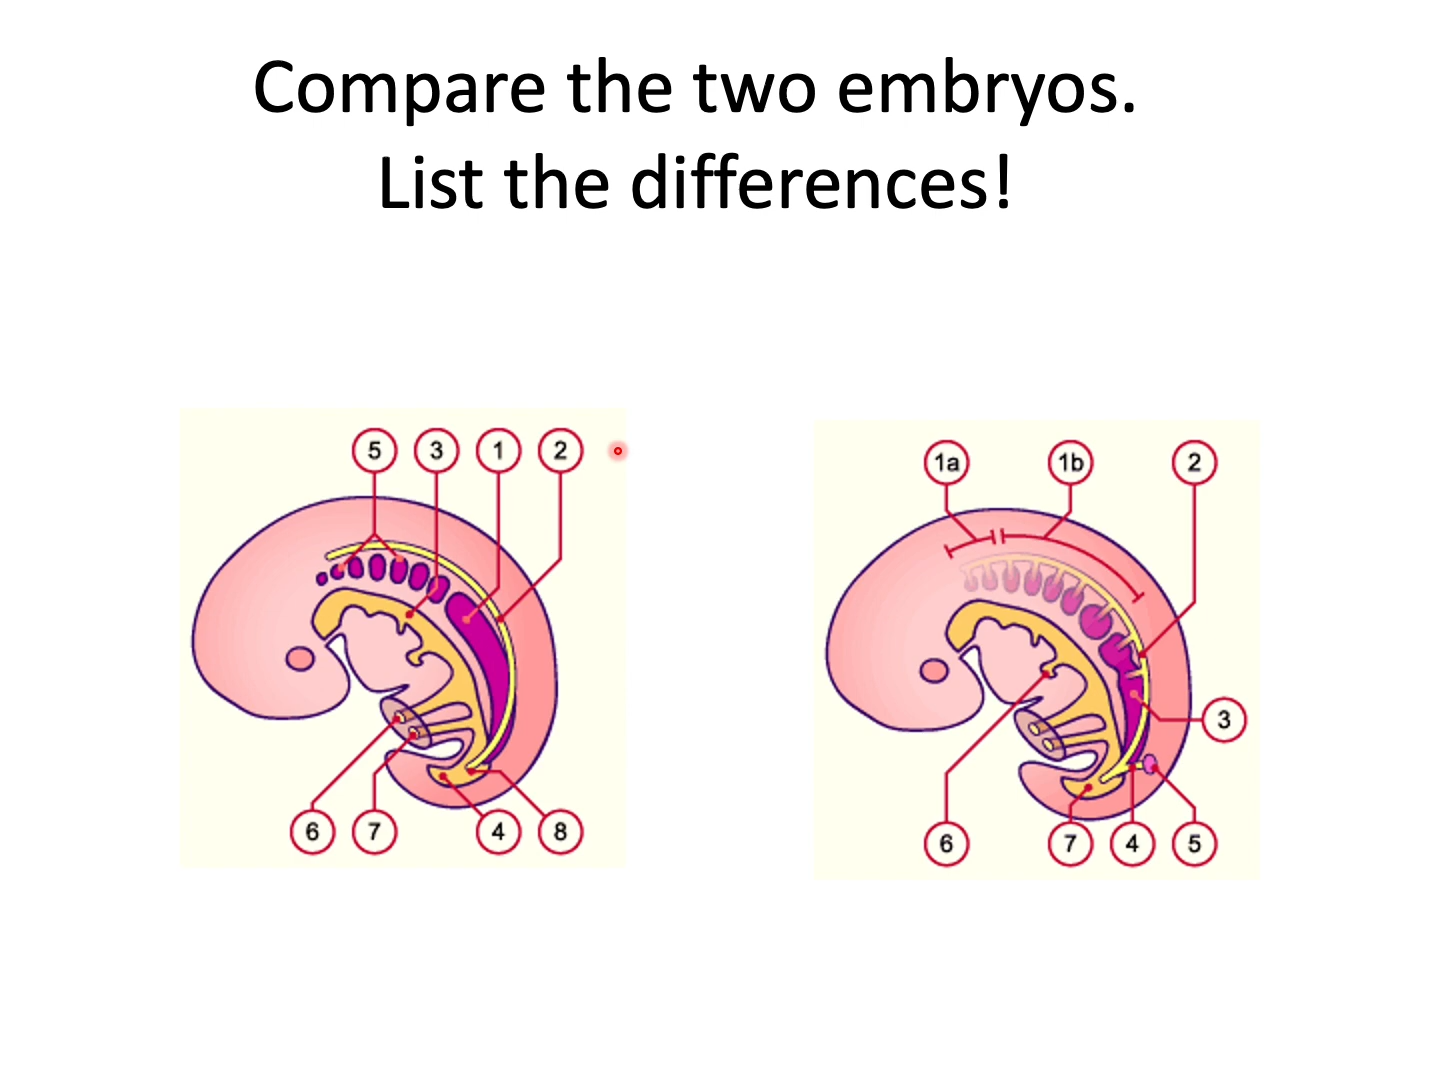 Compare the two embryos.
List the differences!
5 3 1 2
6 7 4 8
1a 1b 2
3
6 7 4 5